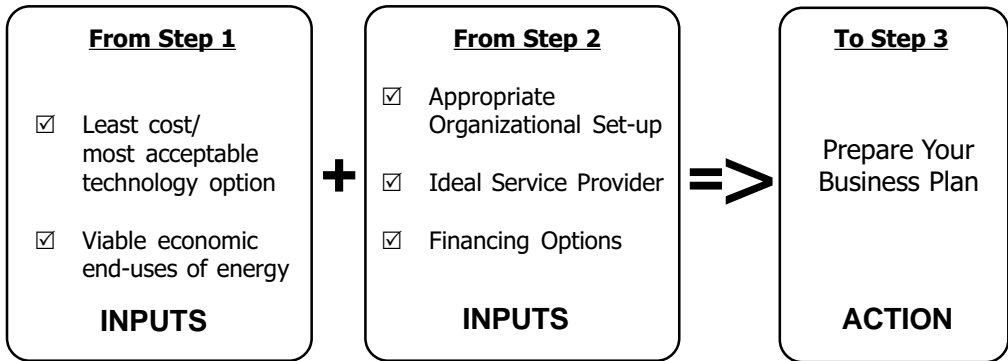 From Step 1
☑ Least cost/
most acceptable
technology option
☑ Viable economic
end-uses of energy
INPUTS
+
From Step 2
☑ Appropriate
Organizational Set-up
☑ Ideal Service Provider
☑ Financing Options
INPUTS
=>
To Step 3
Prepare Your
Business Plan
ACTION